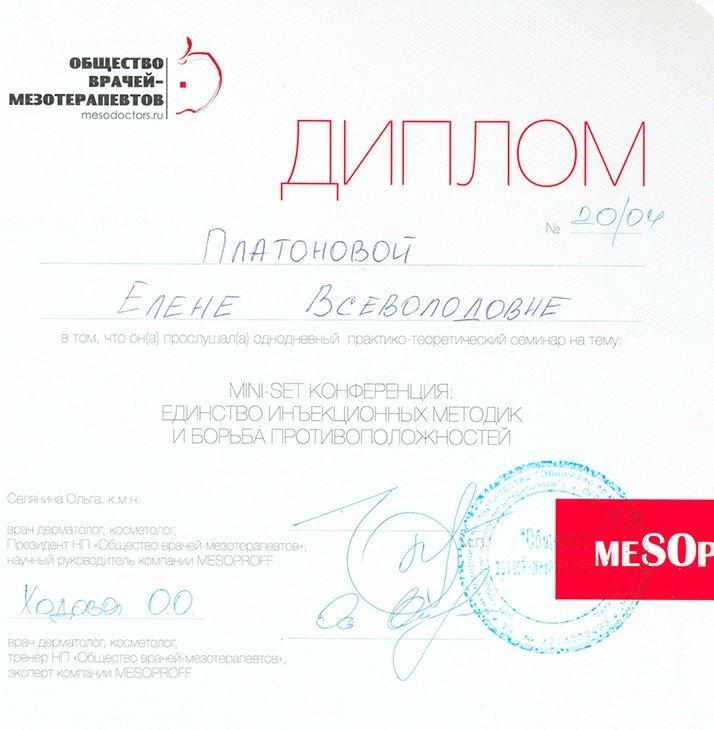 ОБЩЕСТВО
ВРАЧЕЙ-
МЕЗОТЕРАПЕВТОВ
mesodoctors.ru
ДИПЛОМ
№ 20/04
ПЛАТОНОВОЙ
ЕЛЕНЕ ВСЕВОЛОДОВНЕ
в том, что он(а) прослушал(а) однодневный практико-теоретический семинар на тему:
MINI-SET КОНФЕРЕНЦИЯ:
ЕДИНСТВО ИНЪЕКЦИОННЫХ МЕТОДИК
И БОРЬБА ПРОТИВОПОЛОЖНОСТЕЙ
Селянина Ольга, к.м.н.
врач дерматолог, косметолог,
Президент НП «Общество врачей-мезотерапевтов»,
научный руководитель компании MESOPROFF
М.П.
MESOP
О.О.
врач дерматолог, косметолог,
тренер НП «Общество врачей-мезотерапевтов»,
эксперт компании MESOPROFF